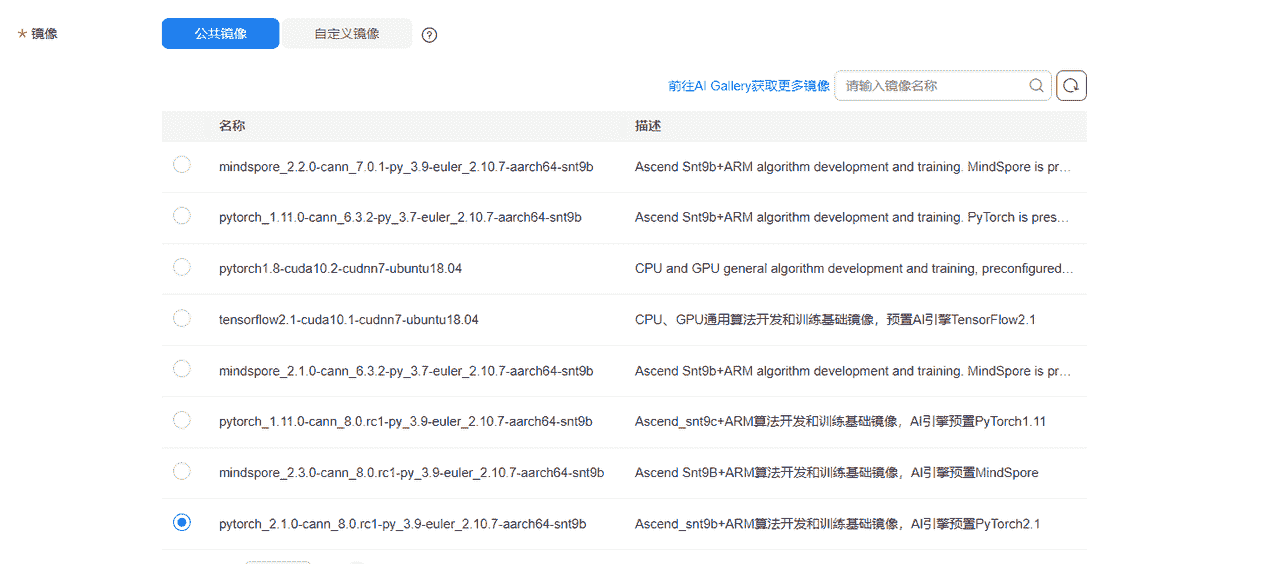 * 镜像 公共镜像 自定义镜像 ?
前往AI Gallery获取更多镜像 请输入镜像名称
名称 描述
mindspore_2.2.0-cann_7.0.1-py_3.9-euler_2.10.7-aarch64-snt9b Ascend Snt9b+ARM algorithm development and training. MindSpore is pr...
pytorch_1.11.0-cann_6.3.2-py_3.7-euler_2.10.7-aarch64-snt9b Ascend Snt9b+ARM algorithm development and training. PyTorch is pres...
pytorch1.8-cuda10.2-cudnn7-ubuntu18.04 CPU and GPU general algorithm development and training, preconfigured...
tensorflow2.1-cuda10.1-cudnn7-ubuntu18.04 CPU、GPU通用算法开发和训练基础镜像，预置AI引擎TensorFlow2.1
mindspore_2.1.0-cann_6.3.2-py_3.7-euler_2.10.7-aarch64-snt9b Ascend Snt9b+ARM algorithm development and training. MindSpore is pr...
pytorch_1.11.0-cann_8.0.rc1-py_3.9-euler_2.10.7-aarch64-snt9b Ascend_snt9c+ARM算法开发和训练基础镜像，AI引擎预置PyTorch1.11
mindspore_2.3.0-cann_8.0.rc1-py_3.9-euler_2.10.7-aarch64-snt9b Ascend Snt9B+ARM算法开发和训练基础镜像，AI引擎预置MindSpore
pytorch_2.1.0-cann_8.0.rc1-py_3.9-euler_2.10.7-aarch64-snt9b Ascend_snt9b+ARM算法开发和训练基础镜像，AI引擎预置PyTorch2.1